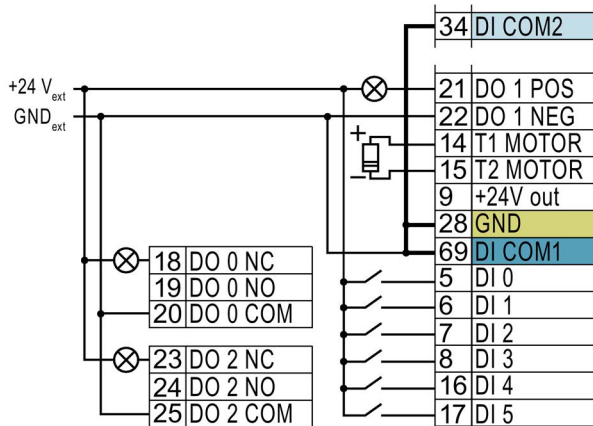 34 DI COM2
+24 Vext
21 DO 1 POS
GNDext
22 DO 1 NEG
+
14 T1 MOTOR
−
15 T2 MOTOR
9 +24V out
28 GND
69 DI COM1
18 DO 0 NC
5 DI 0
19 DO 0 NO
6 DI 1
20 DO 0 COM
7 DI 2
23 DO 2 NC
8 DI 3
24 DO 2 NO
16 DI 4
25 DO 2 COM
17 DI 5